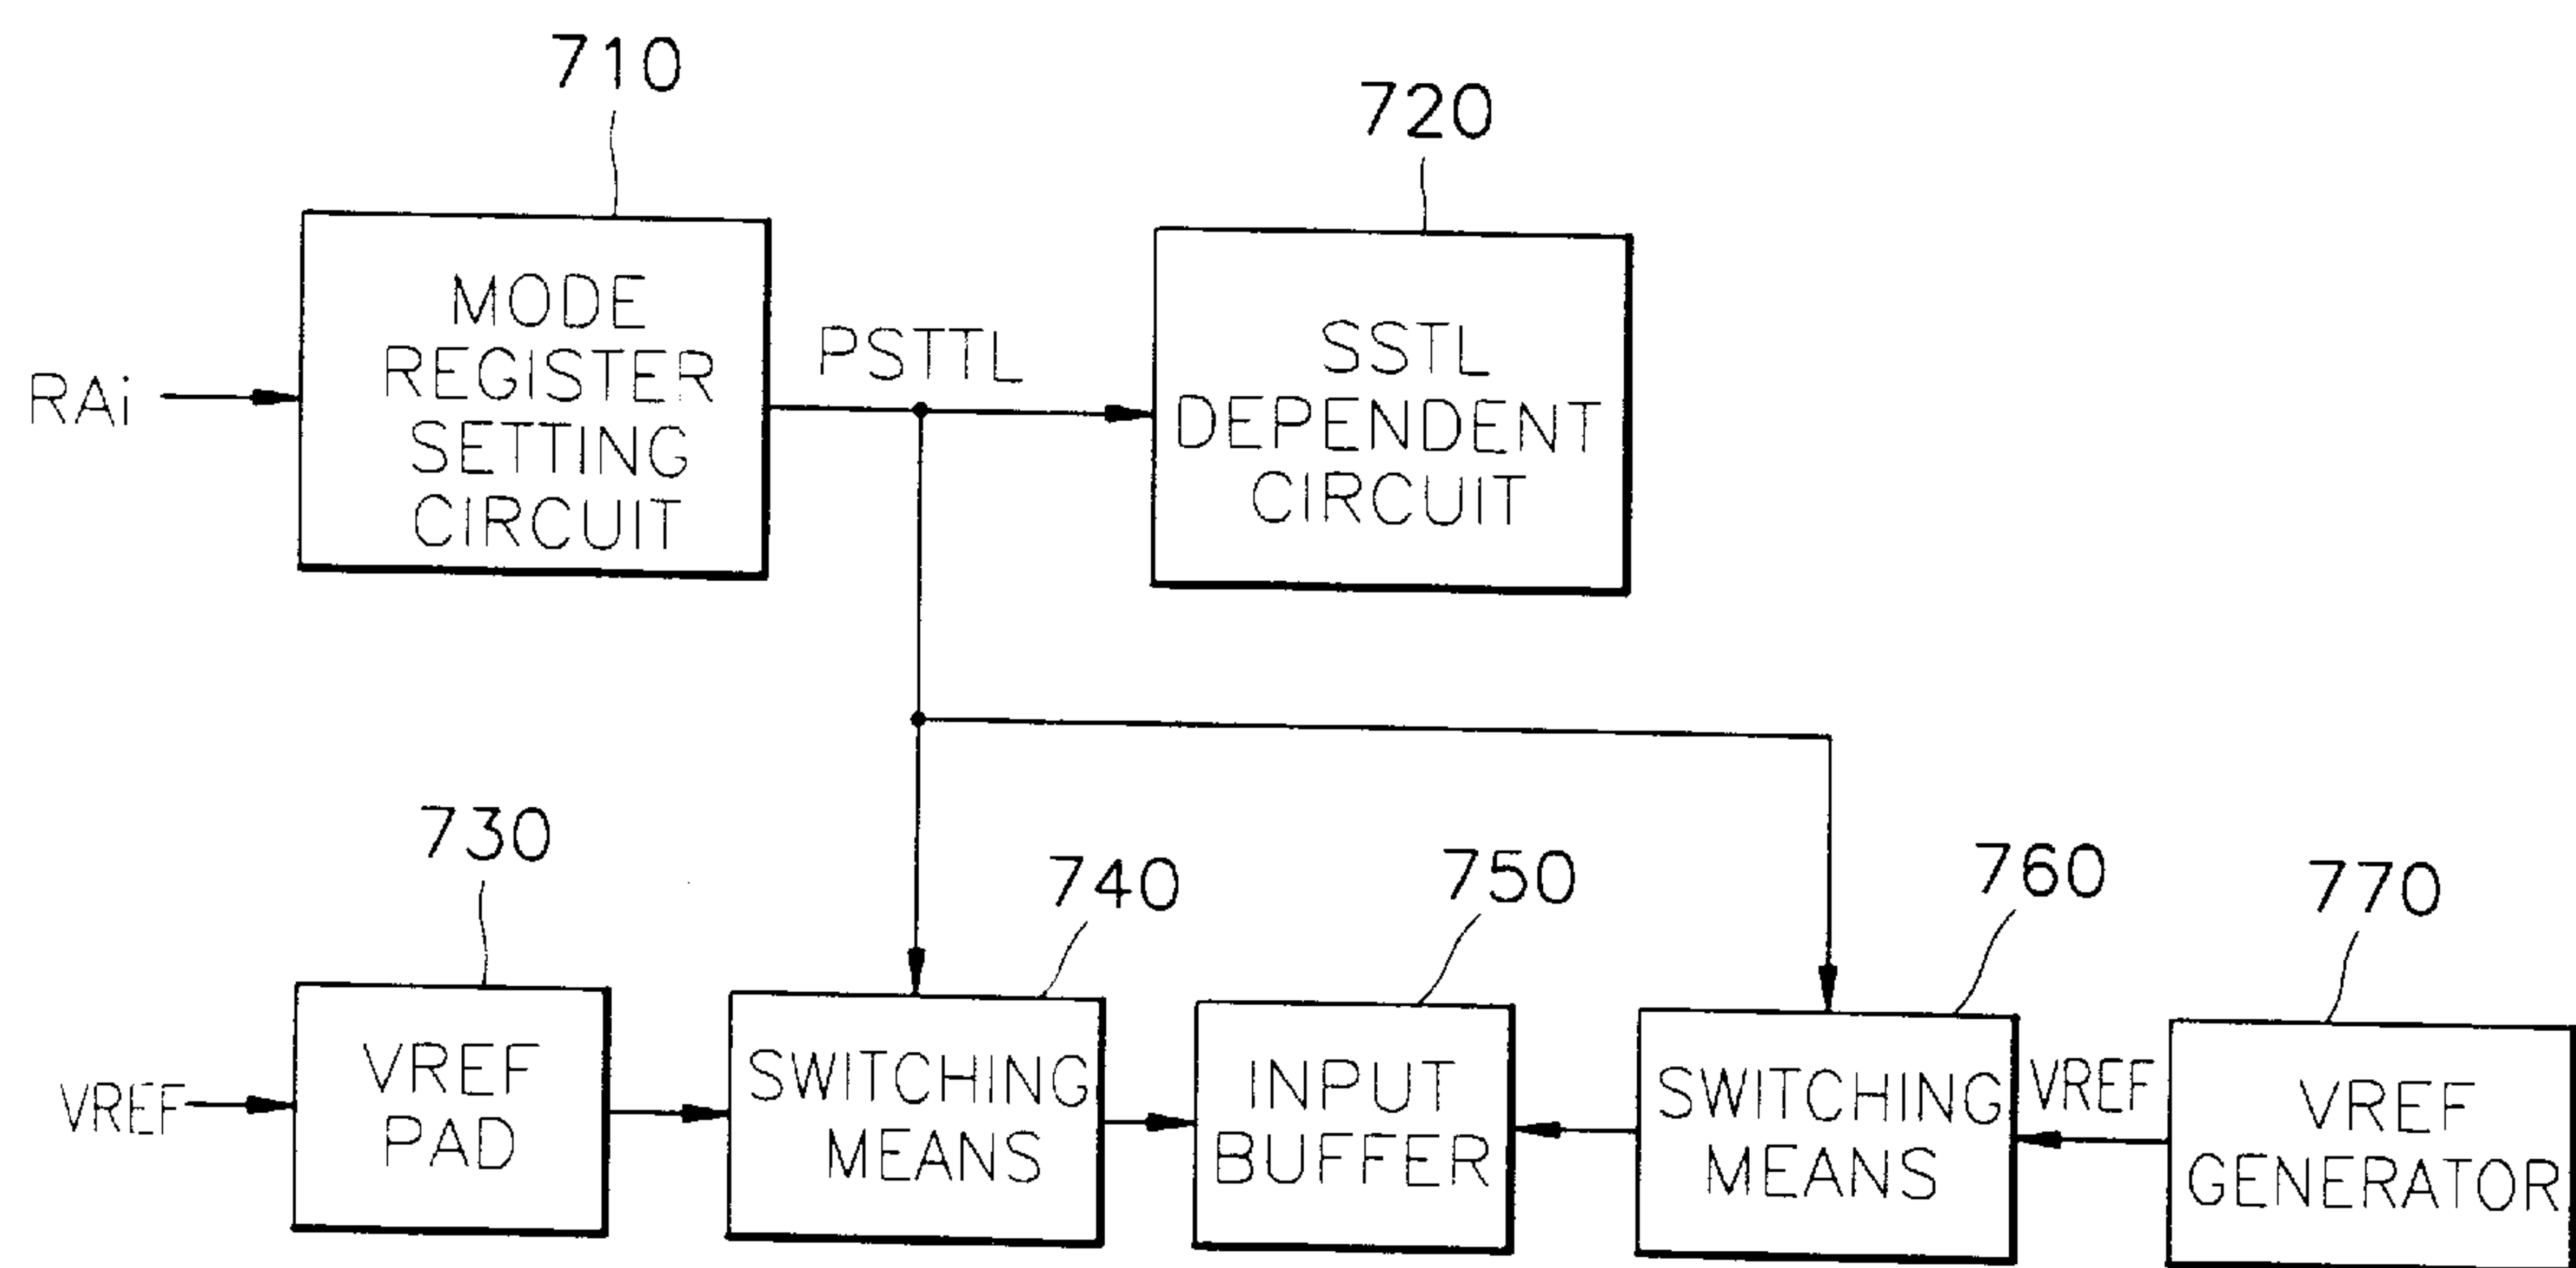 710
720
MODE
REGISTER
SETTING
CIRCUIT
RAi
PSTTL
SSTL
DEPENDENT
CIRCUIT
730
740
750
760
770
VREF
VREF
PAD
SWITCHING
MEANS
INPUT
BUFFER
SWITCHING
MEANS
VREF
VREF
GENERATOR